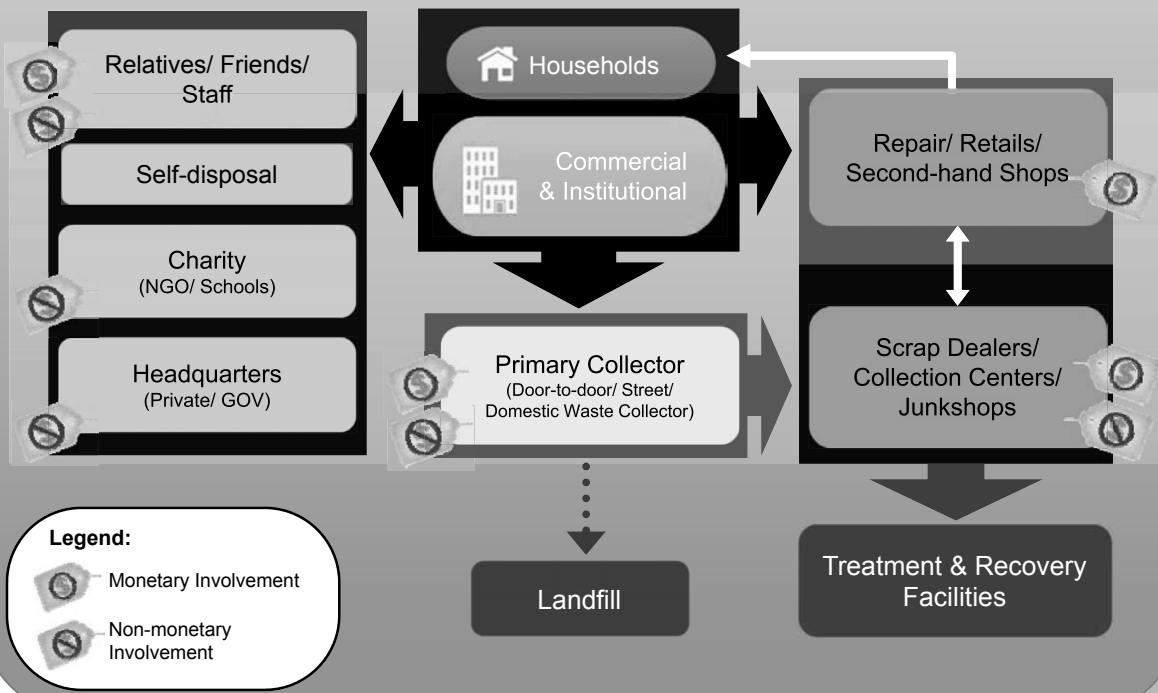 Relatives/ Friends/
Staff
Self-disposal
Charity
(NGO/ Schools)
Headquarters
(Private/ GOV)
Households
Commercial
& Institutional
Primary Collector
(Door-to-door/ Street/
Domestic Waste Collector)
Repair/ Retails/
Second-hand Shops
Scrap Dealers/
Collection Centers/
Junkshops
Landfill
Treatment & Recovery
Facilities
Legend:
Monetary Involvement
Non-monetary
Involvement